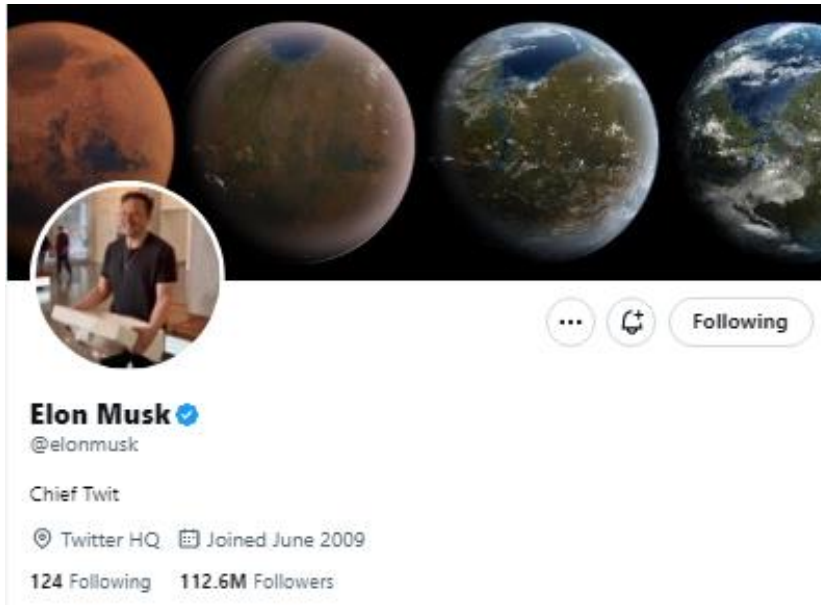 Following
Elon Musk
@elonmusk
Chief Twit
Twitter HQ Joined June 2009
124 Following 112.6M Followers